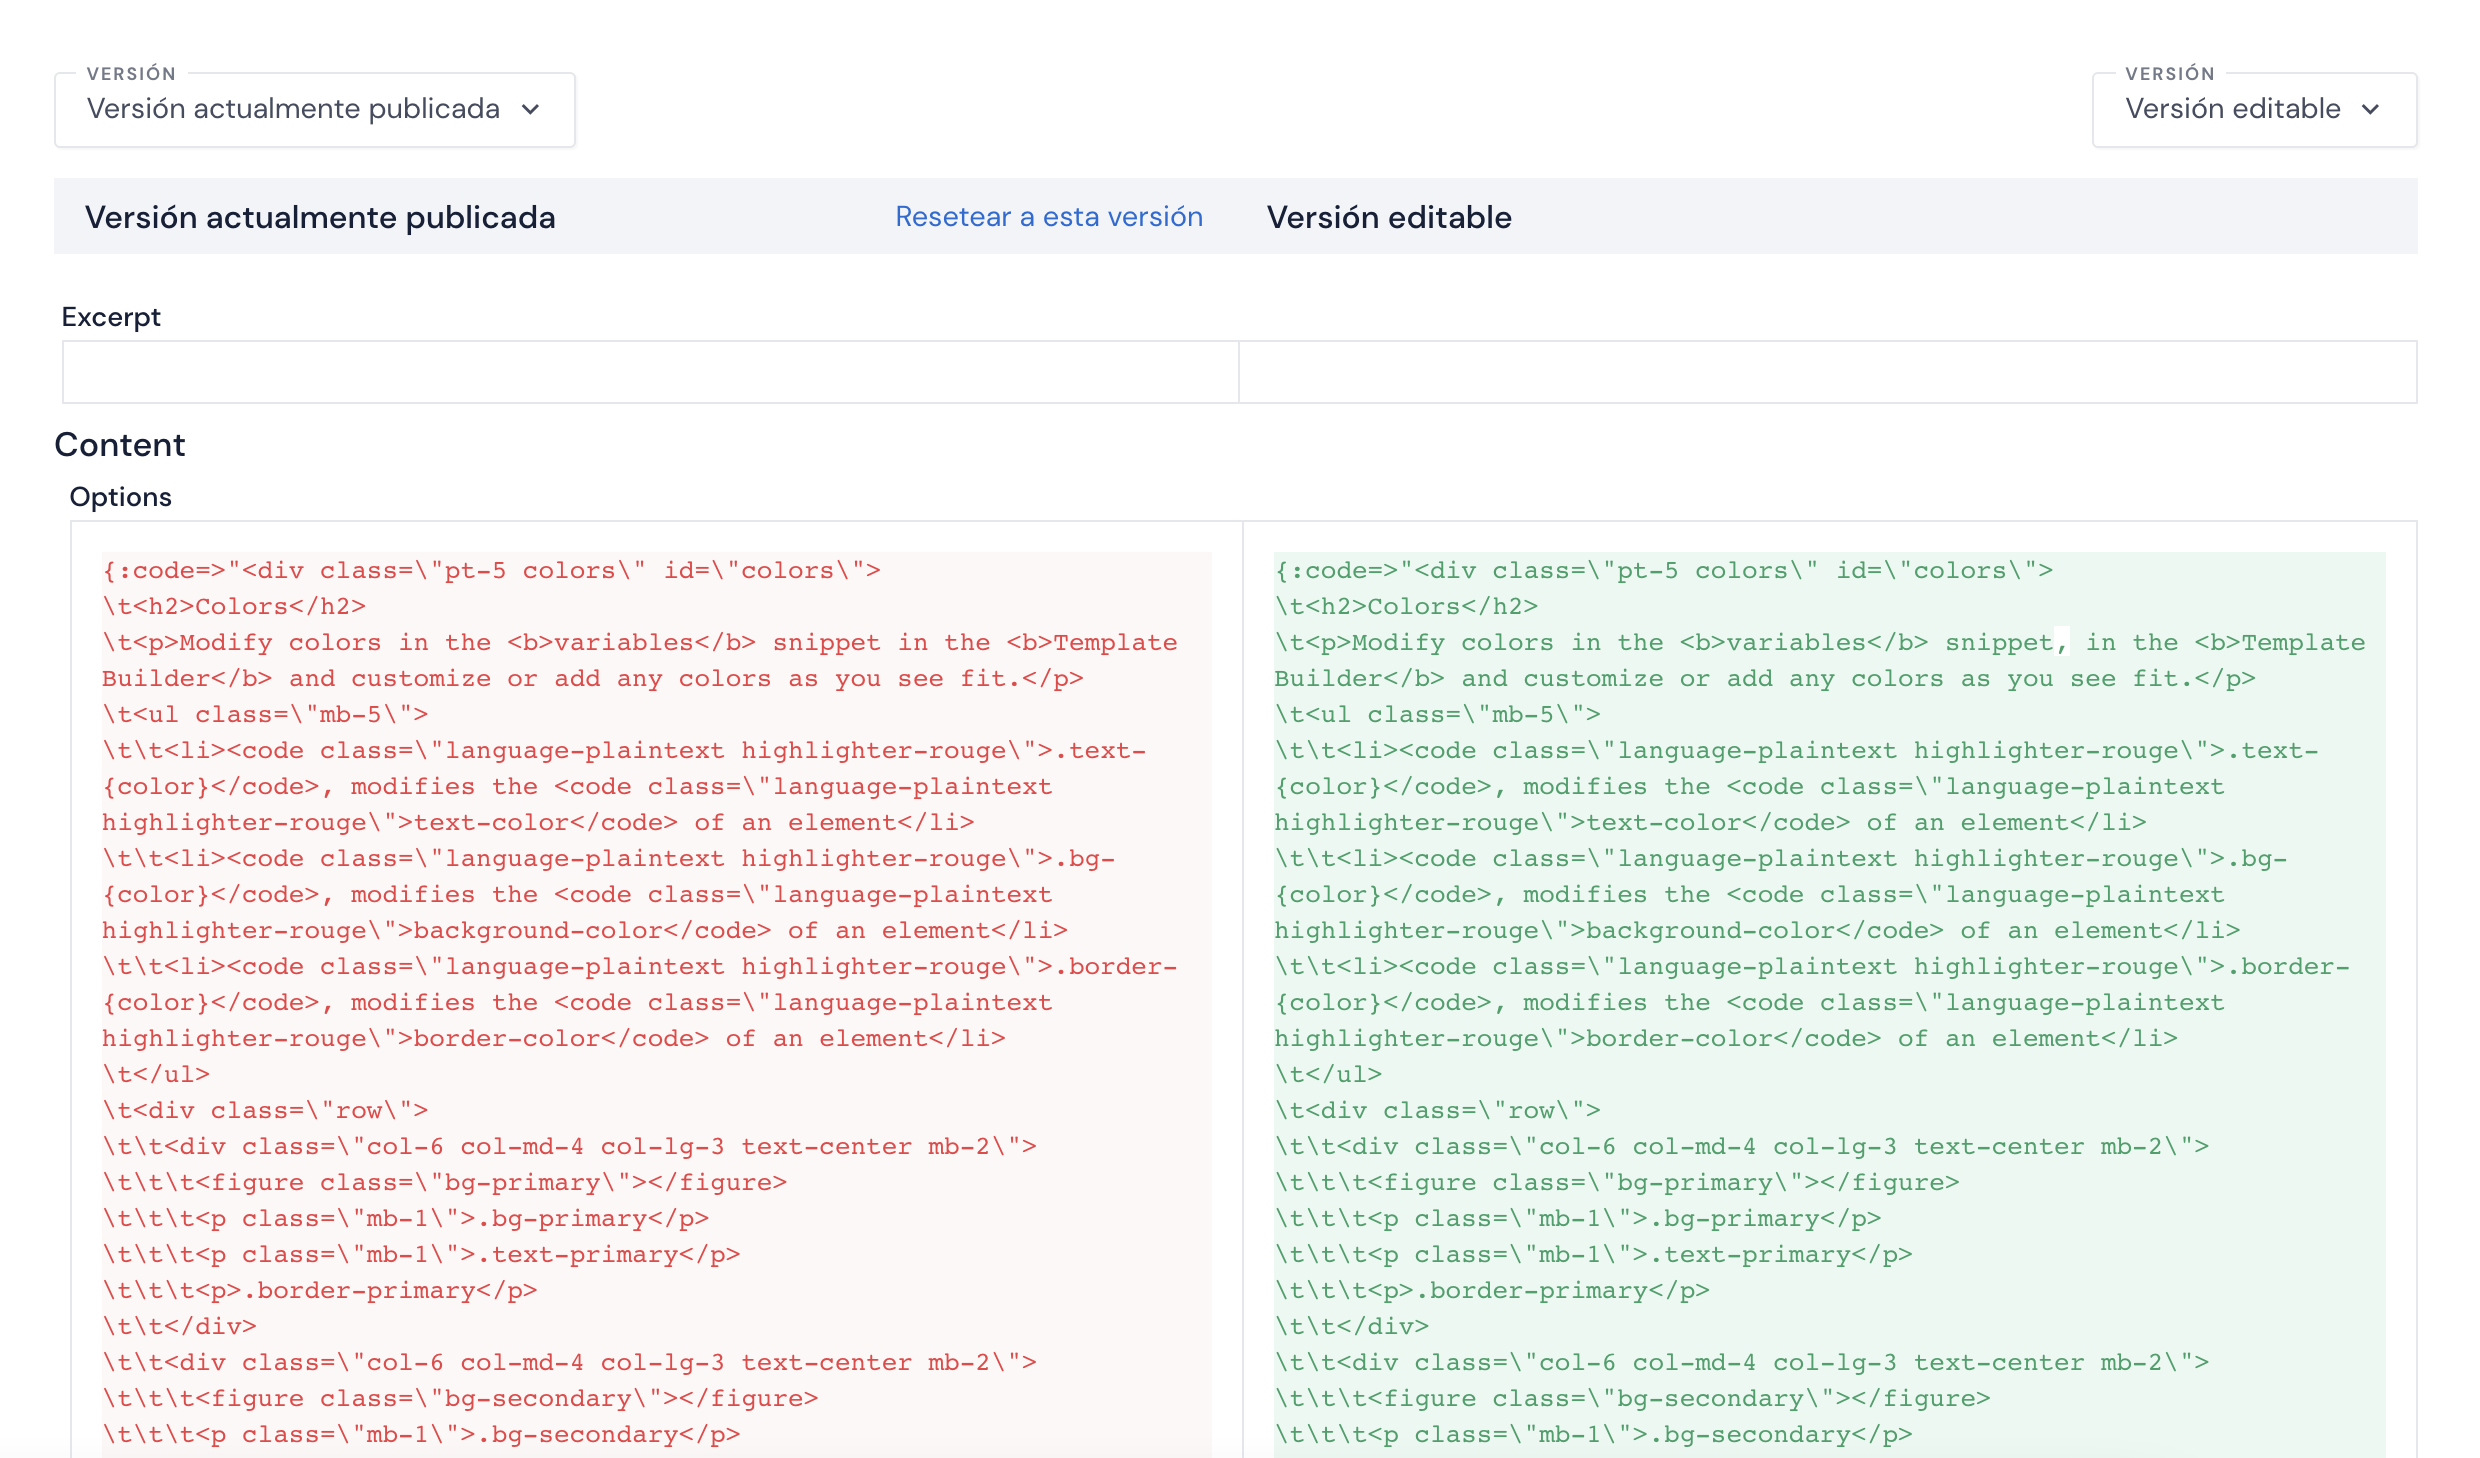 VERSIÓN
Versión actualmente publicada
VERSIÓN
Versión editable
Versión actualmente publicada
Resetear a esta versión
Versión editable
Excerpt
Content
Options
{:code=>"<div class=\"pt-5 colors\" id=\"colors\">
\t<h2>Colors</h2>
\t<p>Modify colors in the <b>variables</b> snippet in the <b>Template
Builder</b> and customize or add any colors as you see fit.</p>
\t<ul class=\"mb-5\">
\t\t<li><code class=\"language-plaintext highlighter-rouge\">.text-
{color}</code>, modifies the <code class=\"language-plaintext
highlighter-rouge\">text-color</code> of an element</li>
\t\t<li><code class=\"language-plaintext highlighter-rouge\">.bg-
{color}</code>, modifies the <code class=\"language-plaintext
highlighter-rouge\">background-color</code> of an element</li>
\t\t<li><code class=\"language-plaintext highlighter-rouge\">.border-
{color}</code>, modifies the <code class=\"language-plaintext
highlighter-rouge\">border-color</code> of an element</li>
\t</ul>
\t<div class=\"row\">
\t\t<div class=\"col-6 col-md-4 col-lg-3 text-center mb-2\">
\t\t\t<figure class=\"bg-primary\"></figure>
\t\t\t<p class=\"mb-1\">.bg-primary</p>
\t\t\t<p class=\"mb-1\">.text-primary</p>
\t\t\t<p>.border-primary</p>
\t\t</div>
\t\t<div class=\"col-6 col-md-4 col-lg-3 text-center mb-2\">
\t\t\t<figure class=\"bg-secondary\"></figure>
\t\t\t<p class=\"mb-1\">.bg-secondary</p>
{:code=>"<div class=\"pt-5 colors\" id=\"colors\">
\t<h2>Colors</h2>
\t<p>Modify colors in the <b>variables</b> snippet, in the <b>Template
Builder</b> and customize or add any colors as you see fit.</p>
\t<ul class=\"mb-5\">
\t\t<li><code class=\"language-plaintext highlighter-rouge\">.text-
{color}</code>, modifies the <code class=\"language-plaintext
highlighter-rouge\">text-color</code> of an element</li>
\t\t<li><code class=\"language-plaintext highlighter-rouge\">.bg-
{color}</code>, modifies the <code class=\"language-plaintext
highlighter-rouge\">background-color</code> of an element</li>
\t\t<li><code class=\"language-plaintext highlighter-rouge\">.border-
{color}</code>, modifies the <code class=\"language-plaintext
highlighter-rouge\">border-color</code> of an element</li>
\t</ul>
\t<div class=\"row\">
\t\t<div class=\"col-6 col-md-4 col-lg-3 text-center mb-2\">
\t\t\t<figure class=\"bg-primary\"></figure>
\t\t\t<p class=\"mb-1\">.bg-primary</p>
\t\t\t<p class=\"mb-1\">.text-primary</p>
\t\t\t<p>.border-primary</p>
\t\t</div>
\t\t<div class=\"col-6 col-md-4 col-lg-3 text-center mb-2\">
\t\t\t<figure class=\"bg-secondary\"></figure>
\t\t\t<p class=\"mb-1\">.bg-secondary</p>